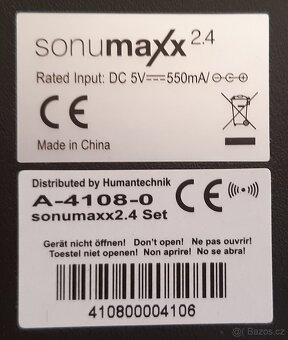 sonumaxx 2.4
Rated Input: DC 5V⎓550mA/
CE
Made in China
Distributed by Humantechnik
A-4108-0
sonumaxx2.4 Set
CE
Gerät nicht öffnen! Don't open! Ne pas ouvrir!
Toestel niet openen! Non aprire! No se abra!
410800004106
© sbazar.cz